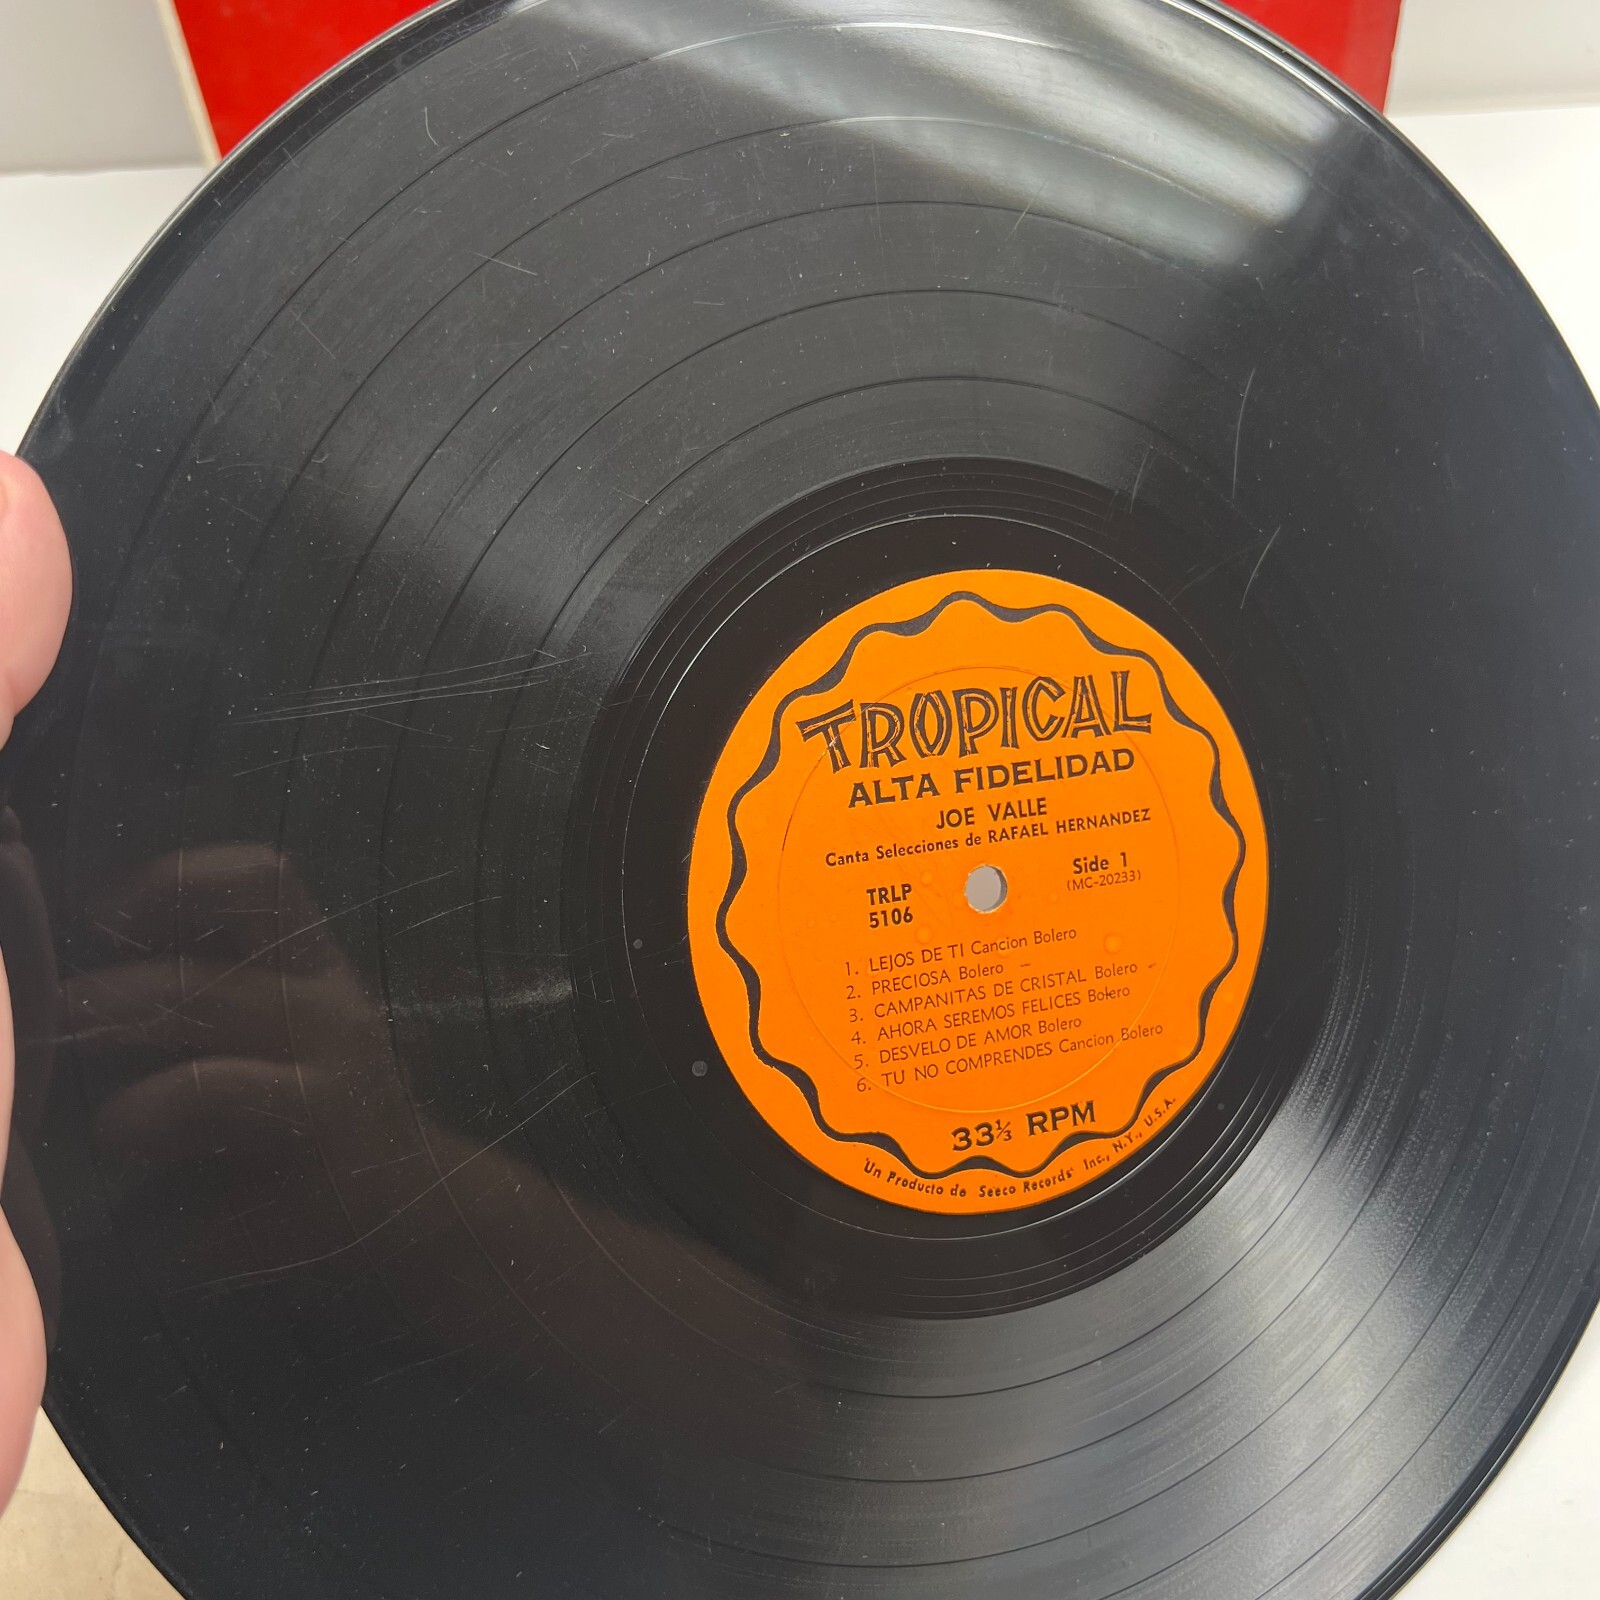 TROPICAL
ALTA FIDELIDAD
JOE VALLE
Canta Selecciones de RAFAEL HERNANDEZ
TRLP
5106
Side 1
(MC-20233)
1. LEJOS DE TI Cancion Bolero
2. PRECIOSA Bolero
3. CAMPANITAS DE CRISTAL Bolero
4. AHORA SEREMOS FELICES Bolero
5. DESVELO DE AMOR Bolero
6. TU NO COMPRENDES Cancion Bolero
33⅓ RPM
"Un Producto de Seeco Records" Inc., N.Y., U.S.A.